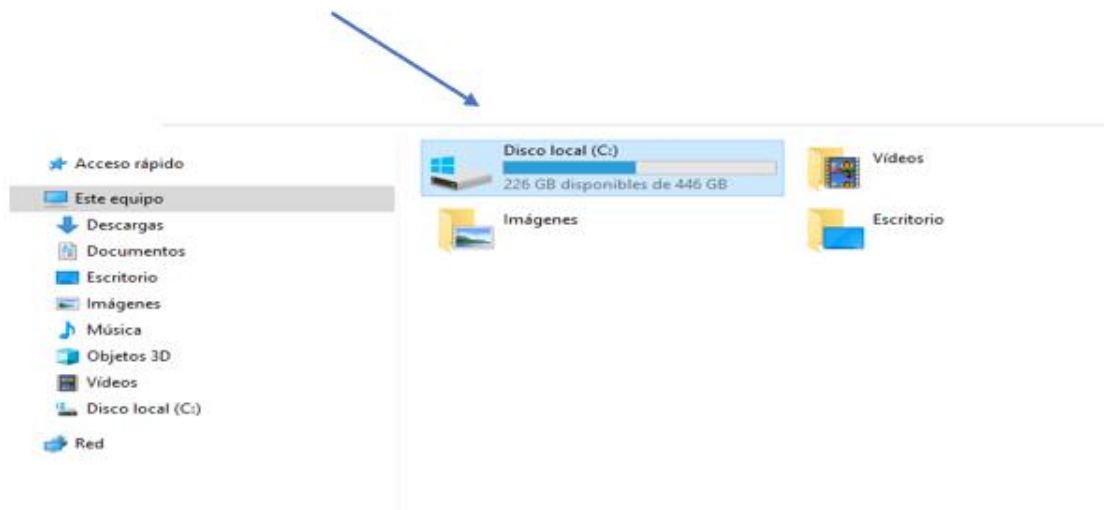 Acceso rápido
Este equipo
Descargas
Documentos
Escritorio
Imágenes
Música
Objetos 3D
Vídeos
Disco local (C:)
Red
Disco local (C:)
226 GB disponibles de 446 GB
Vídeos
Imágenes
Escritorio